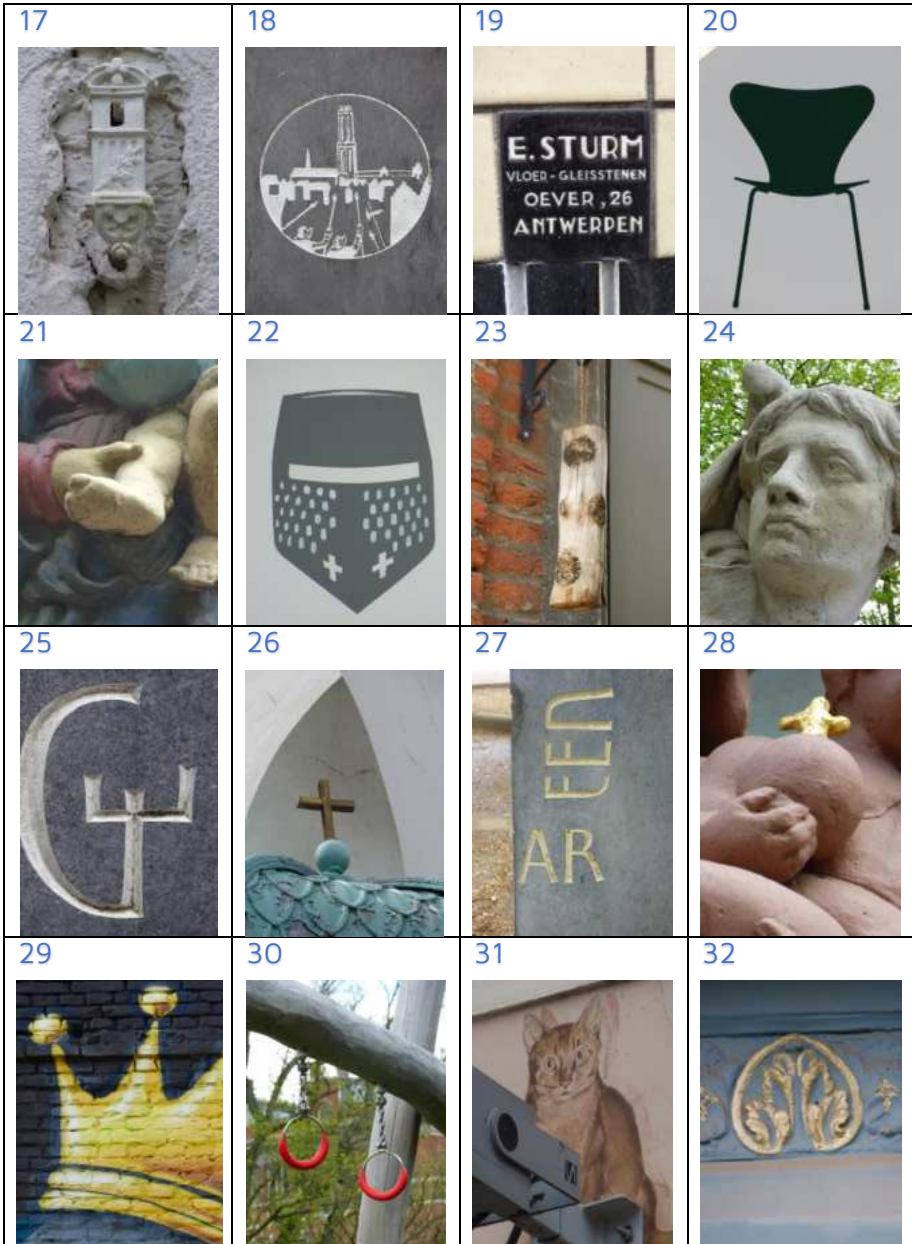 17
18
19
20
E. STURM
VLOER-GLEISSTENEN
OEVER, 26
ANTWERPEN
21
22
23
24
25
26
27
28
G
EEN
AR
29
30
31
32